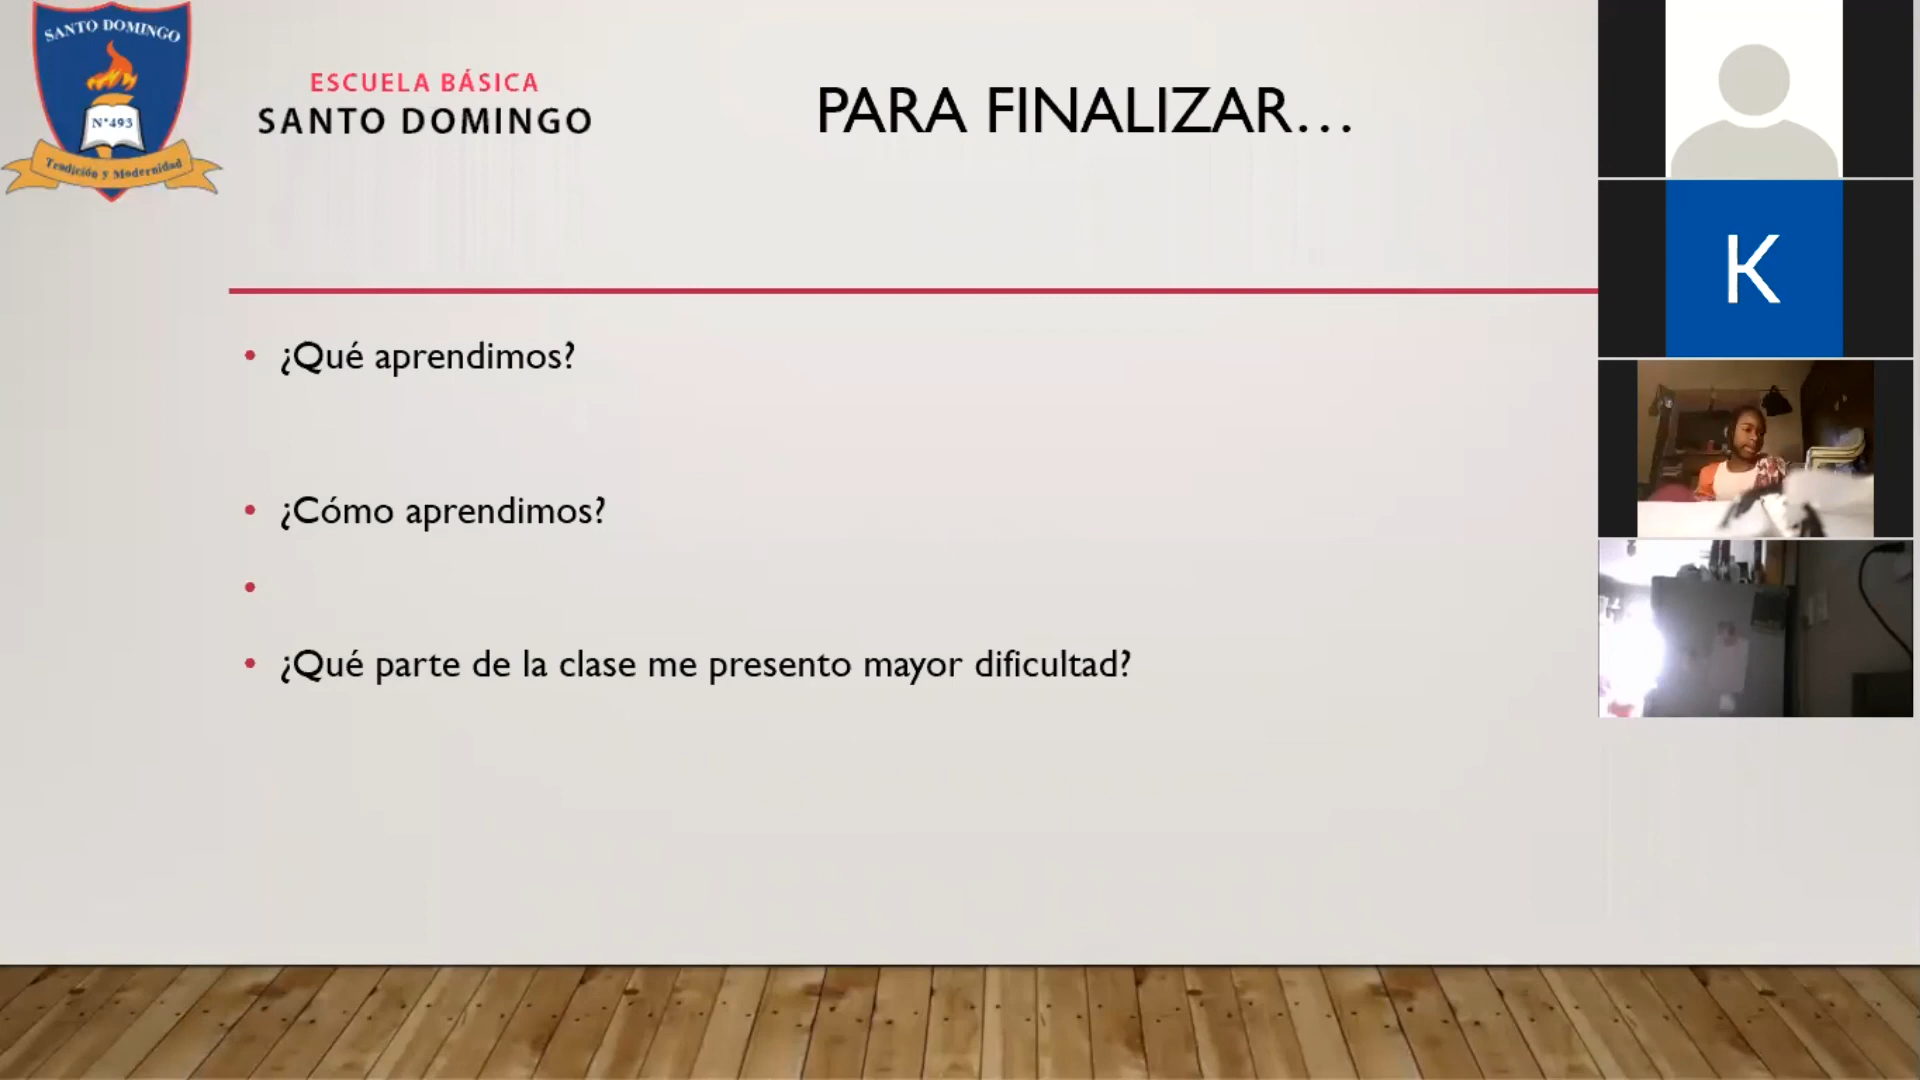 SANTO DOMINGO
N°493
Tradición y Modernidad
ESCUELA BÁSICA
SANTO DOMINGO
PARA FINALIZAR...
¿Qué aprendimos?
¿Cómo aprendimos?
¿Qué parte de la clase me presento mayor dificultad?
K